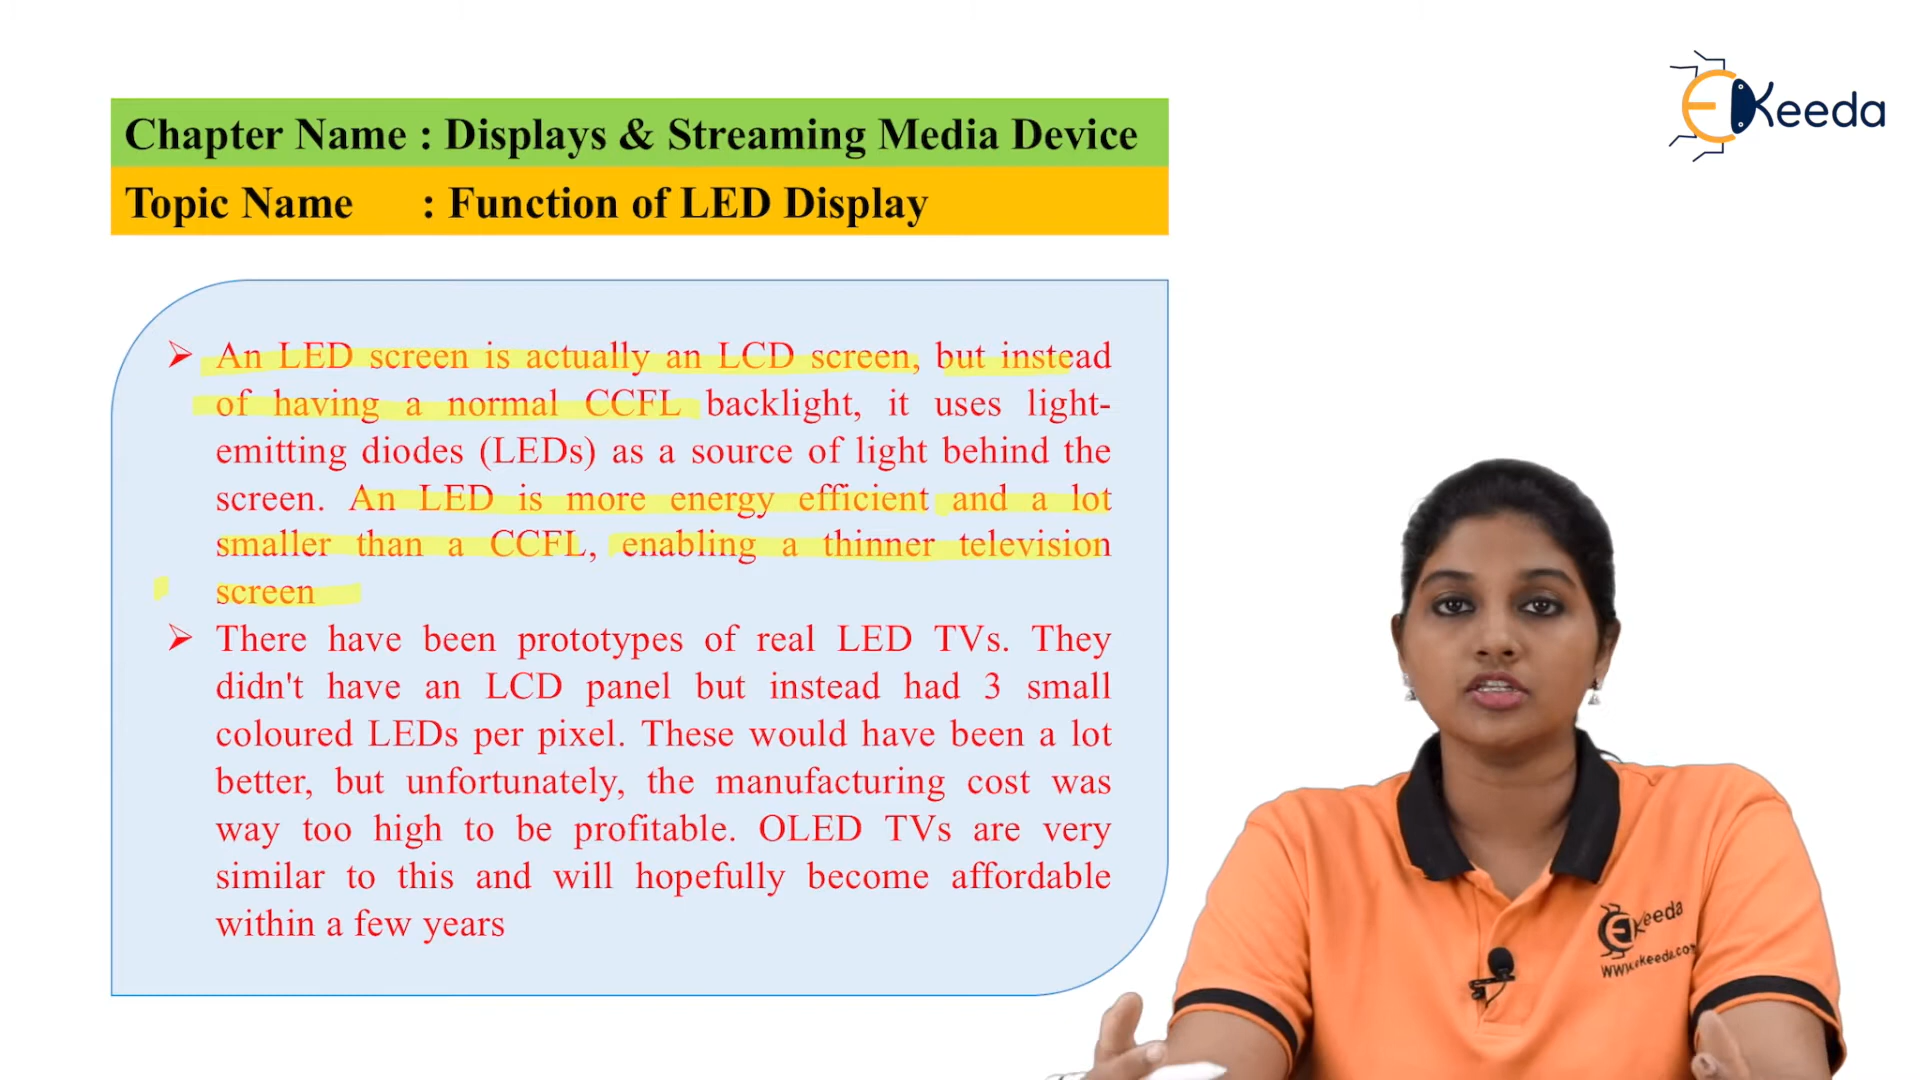 EKeeda
Chapter Name : Displays & Streaming Media Device
Topic Name : Function of LED Display
➤ An LED screen is actually an LCD screen, but instead
of having a normal CCFL backlight, it uses light-
emitting diodes (LEDs) as a source of light behind the
screen. An LED is more energy efficient and a lot
smaller than a CCFL, enabling a thinner television
screen
➤ There have been prototypes of real LED TVs. They
didn't have an LCD panel but instead had 3 small
coloured LEDs per pixel. These would have been a lot
better, but unfortunately, the manufacturing cost was
way too high to be profitable. OLED TVs are very
similar to this and will hopefully become affordable
within a few years
EKeeda
www.ekeeda.com